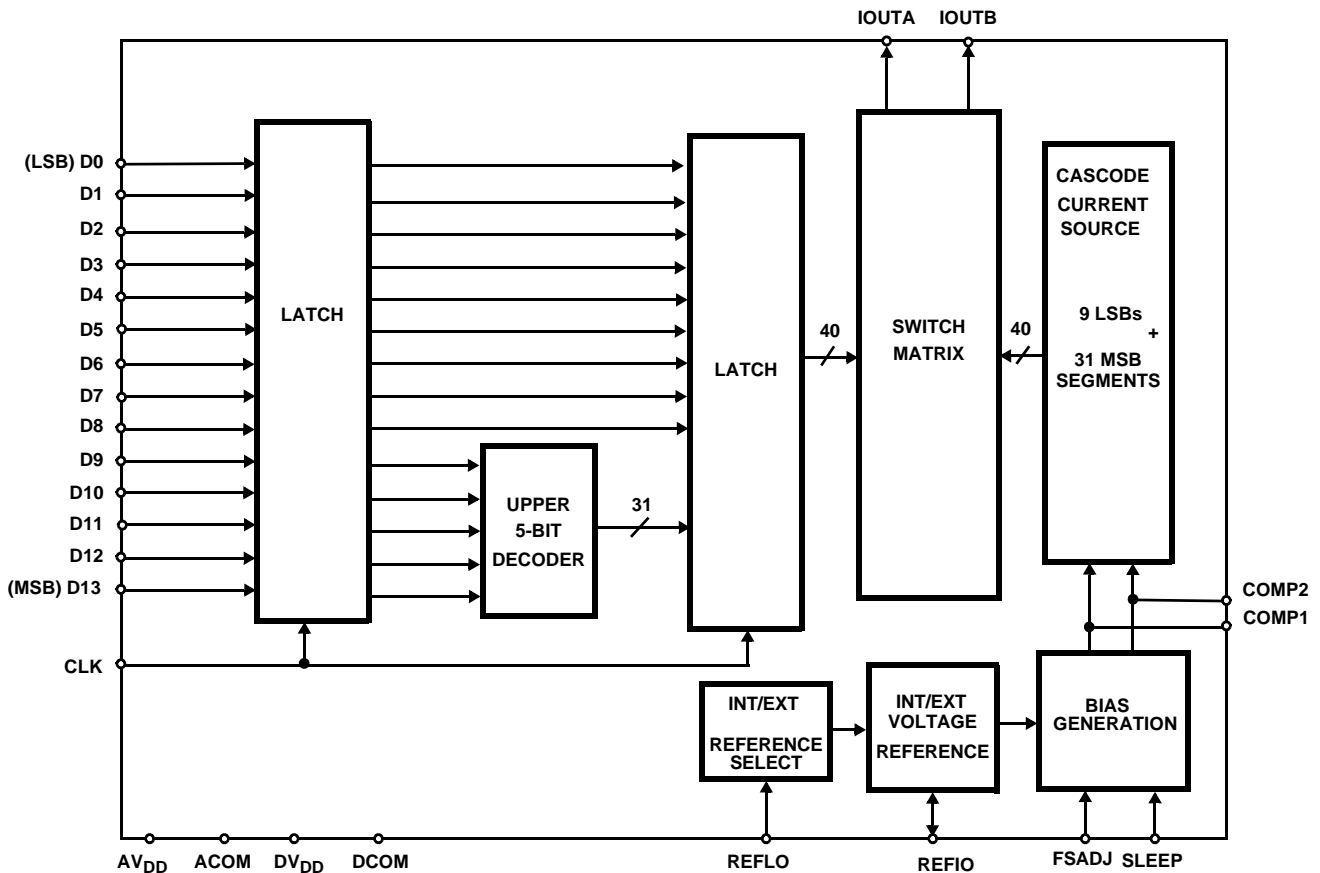 IOUTA IOUTB
(LSB) D0
D1
D2
D3
D4
D5
D6
D7
D8
D9
D10
D11
D12
(MSB) D13
CLK
LATCH
UPPER
5-BIT
DECODER
31
LATCH
40
SWITCH
MATRIX
40
CASCODE
CURRENT
SOURCE
9 LSBs
+
31 MSB
SEGMENTS
COMP2
COMP1
INT/EXT
REFERENCE
SELECT
INT/EXT
VOLTAGE
REFERENCE
BIAS
GENERATION
AVDD ACOM DVDD DCOM REFLO REFIO FSADJ SLEEP